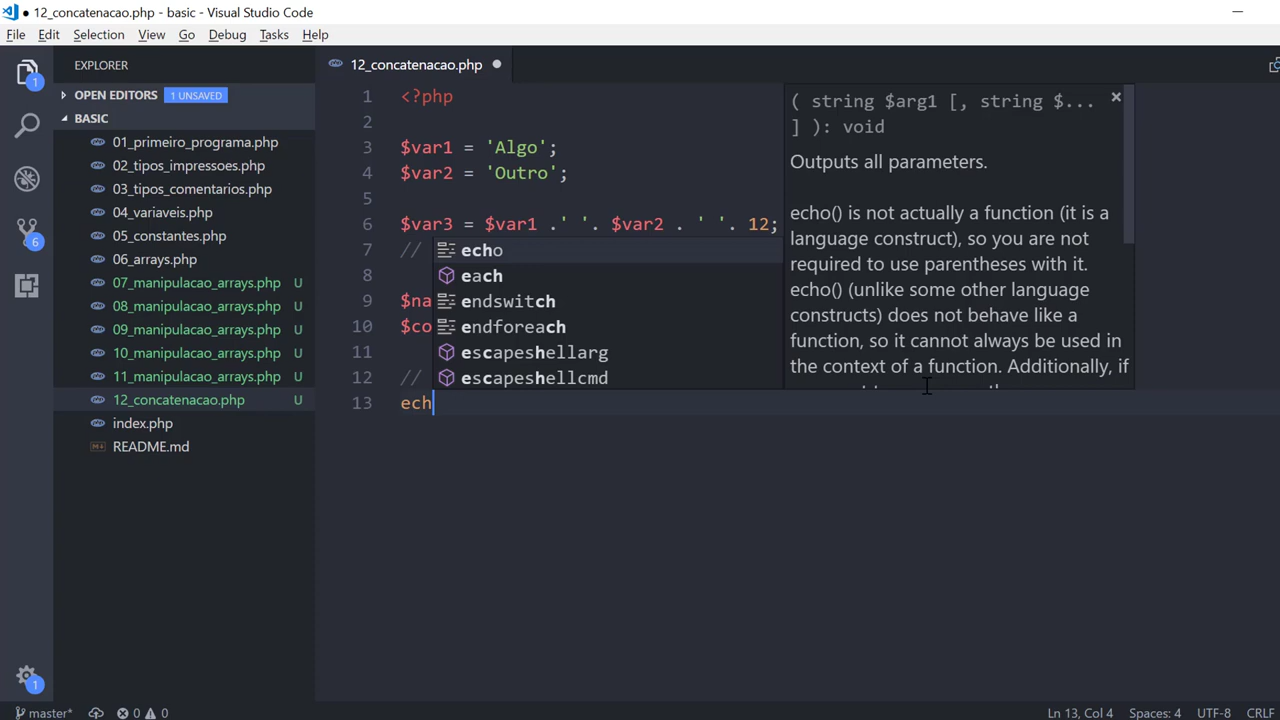 12_concatenacao.php - basic - Visual Studio Code
File Edit Selection View Go Debug Tasks Help
EXPLORER
OPEN EDITORS 1 UNSAVED
BASIC
01_primeiro_programa.php
02_tipos_impressoes.php
03_tipos_comentarios.php
04_variaveis.php
05_constantes.php
06_arrays.php
07_manipulacao_arrays.php U
08_manipulacao_arrays.php U
09_manipulacao_arrays.php U
10_manipulacao_arrays.php U
11_manipulacao_arrays.php U
12_concatenacao.php U
index.php
README.md
1
6
1
12_concatenacao.php
1 <?php
2
3 $var1 = 'Algo';
4 $var2 = 'Outro';
5
6 $var3 = $var1 .' '. $var2 . ' '. 12;
7 //
8
9 $na
10 $co
11
12 //
13 ech
echo
each
endswitch
endforeach
escapeshellarg
escapeshellcmd
( string $arg1 [, string $...
] ): void
Outputs all parameters.
echo() is not actually a function (it is a
language construct), so you are not
required to use parentheses with it.
echo() (unlike some other language
constructs) does not behave like a
function, so it cannot always be used in
the context of a function. Additionally, if
master* 0 0 Ln 13, Col 4 Spaces: 4 UTF-8 CRLF